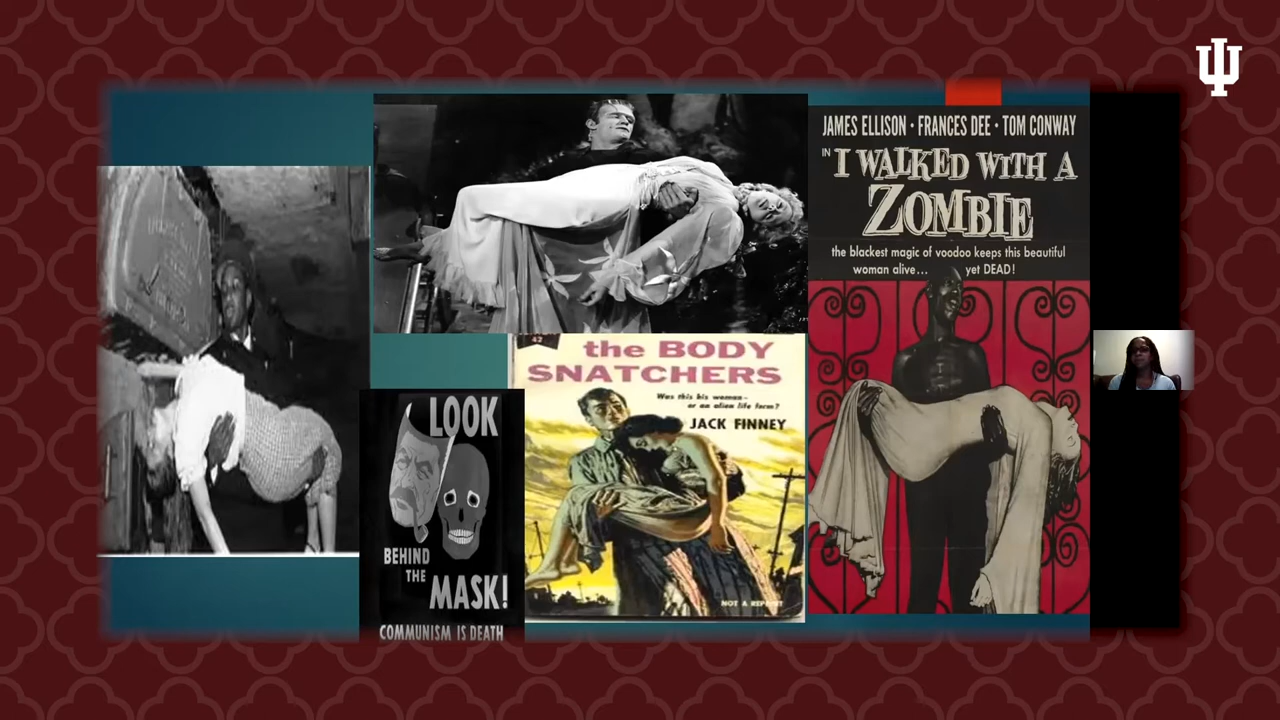 JAMES ELLISON · FRANCES DEE · TOM CONWAY
IN I WALKED WITH A
ZOMBIE
the blackest magic of voodoo keeps this beautiful
woman alive... yet DEAD!
42
the BODY
SNATCHERS
Was this his woman—
or an alien life form?
JACK FINNEY
NOT A REPRINT
LOOK
BEHIND
THE
MASK!
COMMUNISM IS DEATH